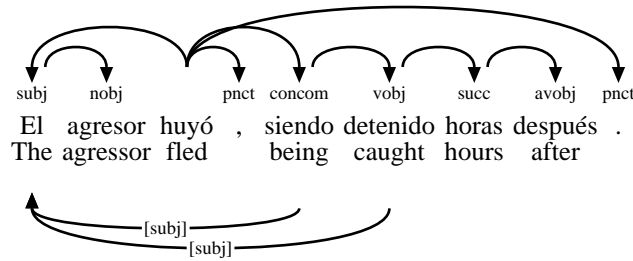 subj nobj pnct concom vobj succ avobj pnct
El agresor huyó , siendo detenido horas después .
The agressor fled being caught hours after
[subj]
[subj]